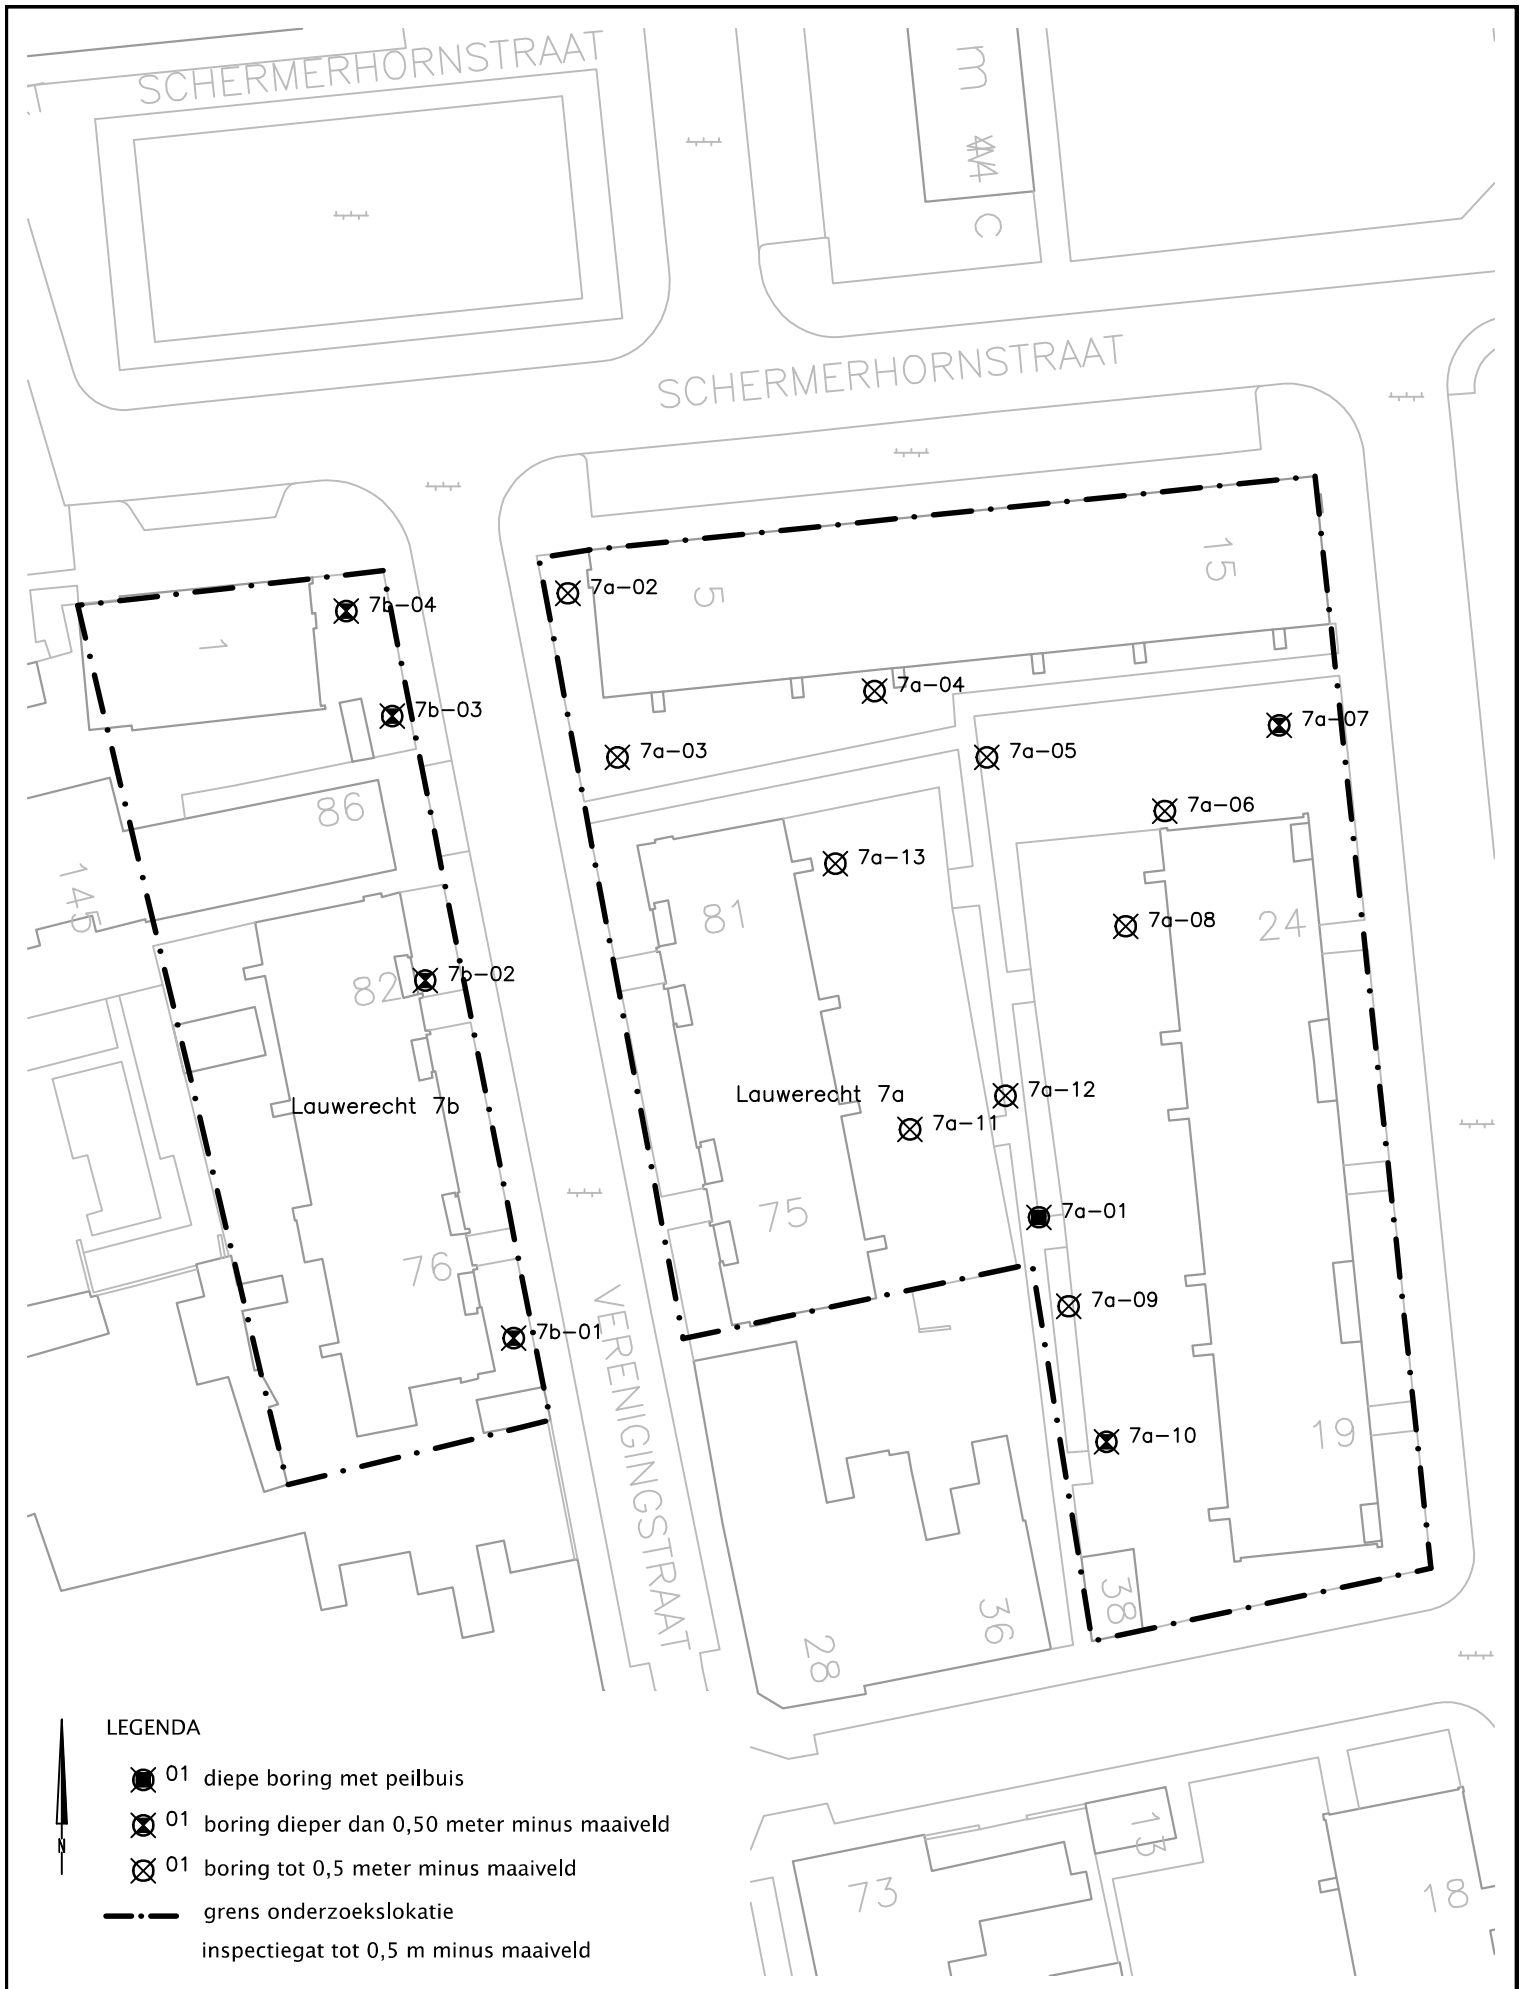 SCHERMERHORNSTRAAT
m
C
SCHERMERHORNSTRAAT
15
5
7a-02
7b-04
1
7a-04
7b-03
7a-07
7a-03
7a-05
86
7a-06
7a-13
145
81
7a-08
24
82
7b-02
Lauwerecht 7b
Lauwerecht 7a
7a-12
7a-11
75
7a-01
76
7a-09
7b-01
VERENIGINGSTRAAT
7a-10
19
38
36
28
LEGENDA
01 diepe boring met peilbuis
01 boring dieper dan 0,50 meter minus maaiveld
N
01 boring tot 0,5 meter minus maaiveld
grens onderzoekslokatie
inspectiegat tot 0,5 m minus maaiveld
13
73
18